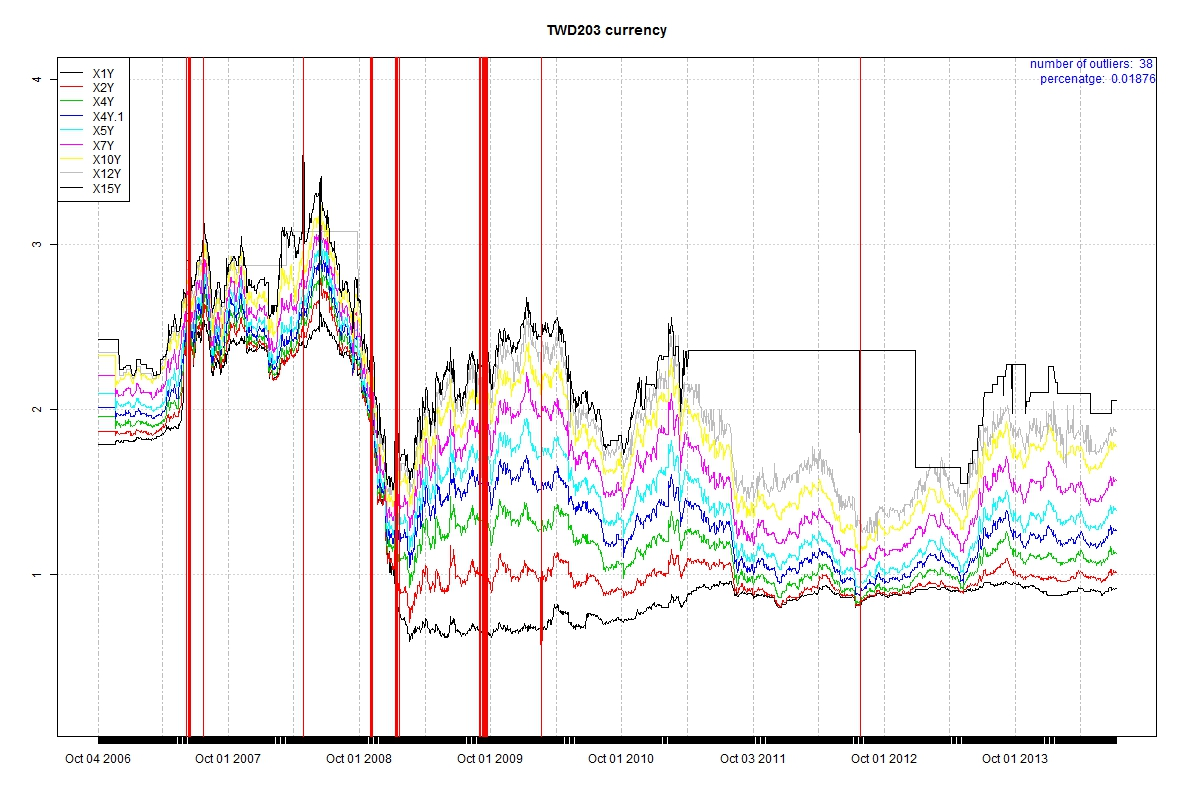 TWD203 currency
number of outliers: 38
percenatge: 0.01876
X1Y
X2Y
X4Y
X4Y.1
X5Y
X7Y
X10Y
X12Y
X15Y
4
3
2
1
Oct 04 2006
Oct 01 2007
Oct 01 2008
Oct 01 2009
Oct 01 2010
Oct 03 2011
Oct 01 2012
Oct 01 2013